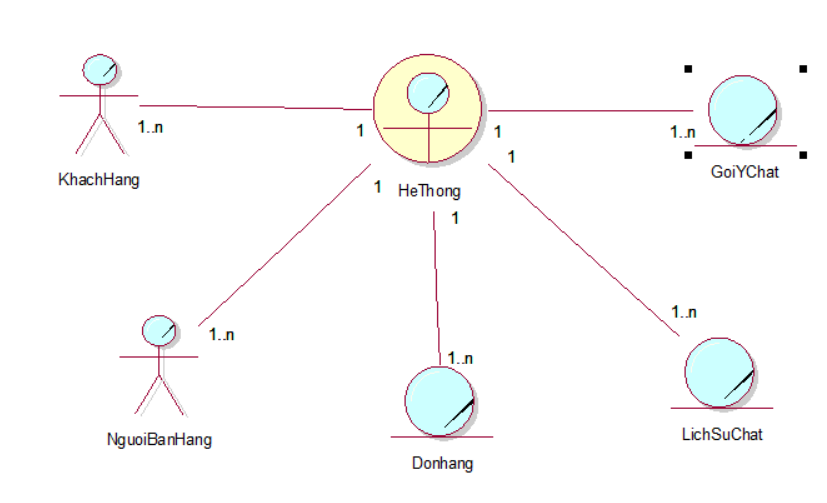 1..n
1
1
1..n
KhachHang
HeThong
GoiYChat
1
1
1
1..n
1..n
1..n
NguoiBanHang
Donhang
LichSuChat